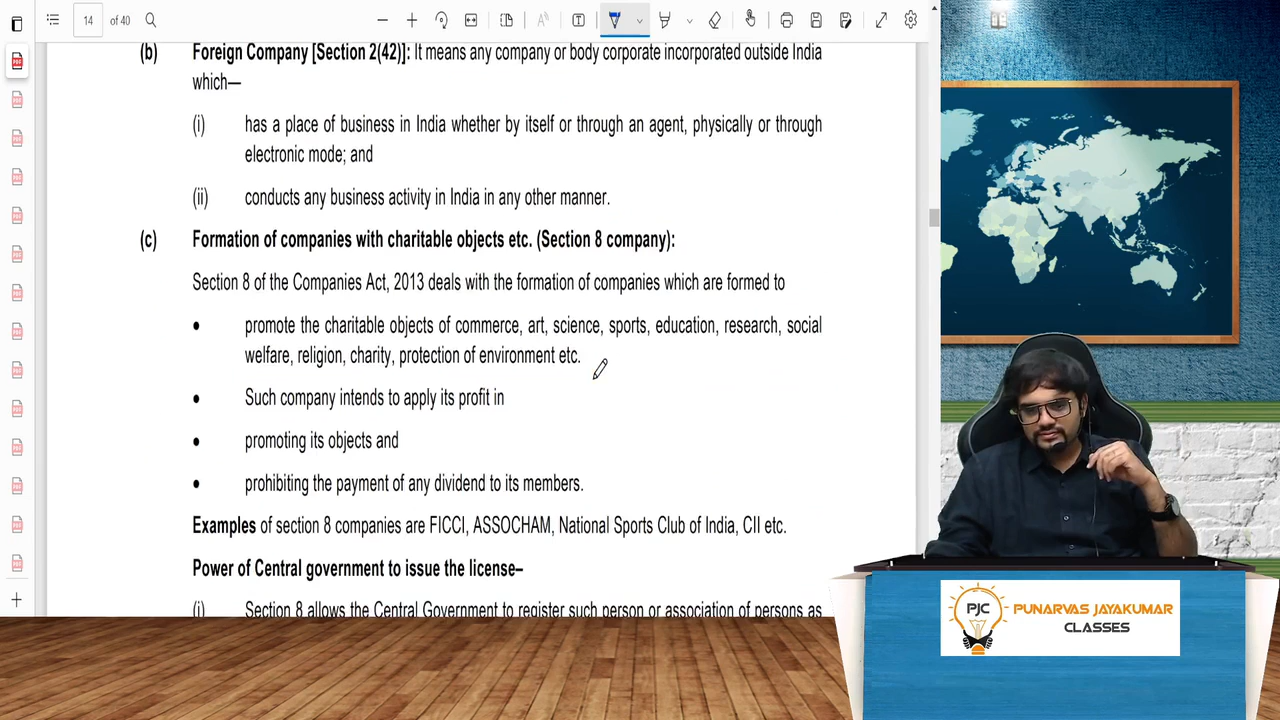 14
of 40
(b) Foreign Company [Section 2(42)]: It means any company or body corporate incorporated outside India
which—
(i) has a place of business in India whether by itself or through an agent, physically or through
electronic mode; and
(ii) conducts any business activity in India in any other manner.
(c) Formation of companies with charitable objects etc. (Section 8 company):
Section 8 of the Companies Act, 2013 deals with the formation of companies which are formed to
• promote the charitable objects of commerce, art, science, sports, education, research, social
welfare, religion, charity, protection of environment etc.
• Such company intends to apply its profit in
• promoting its objects and
• prohibiting the payment of any dividend to its members.
Examples of section 8 companies are FICCI, ASSOCHAM, National Sports Club of India, CII etc.
Power of Central government to issue the license–
(i) Section 8 allows the Central Government to register such person or association of persons as
PJC
PUNARVAS JAYAKUMAR
CLASSES